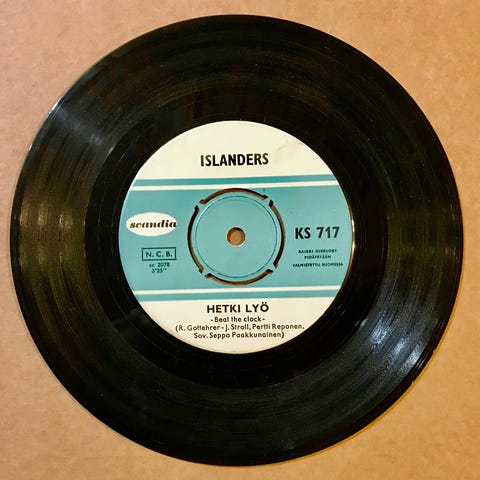 ISLANDERS
scandia
KS 717
N. C. B.
sc 2078
3'25''
KAIKKI OIKEUDET
PIDÄTETÄÄN
VALMISTETTU SUOMESSA
HETKI LYÖ
-Beat the clock-
(R. Gottehrer - J. Stroll, Pertti Reponen,
Sov. Seppo Paakkunainen)